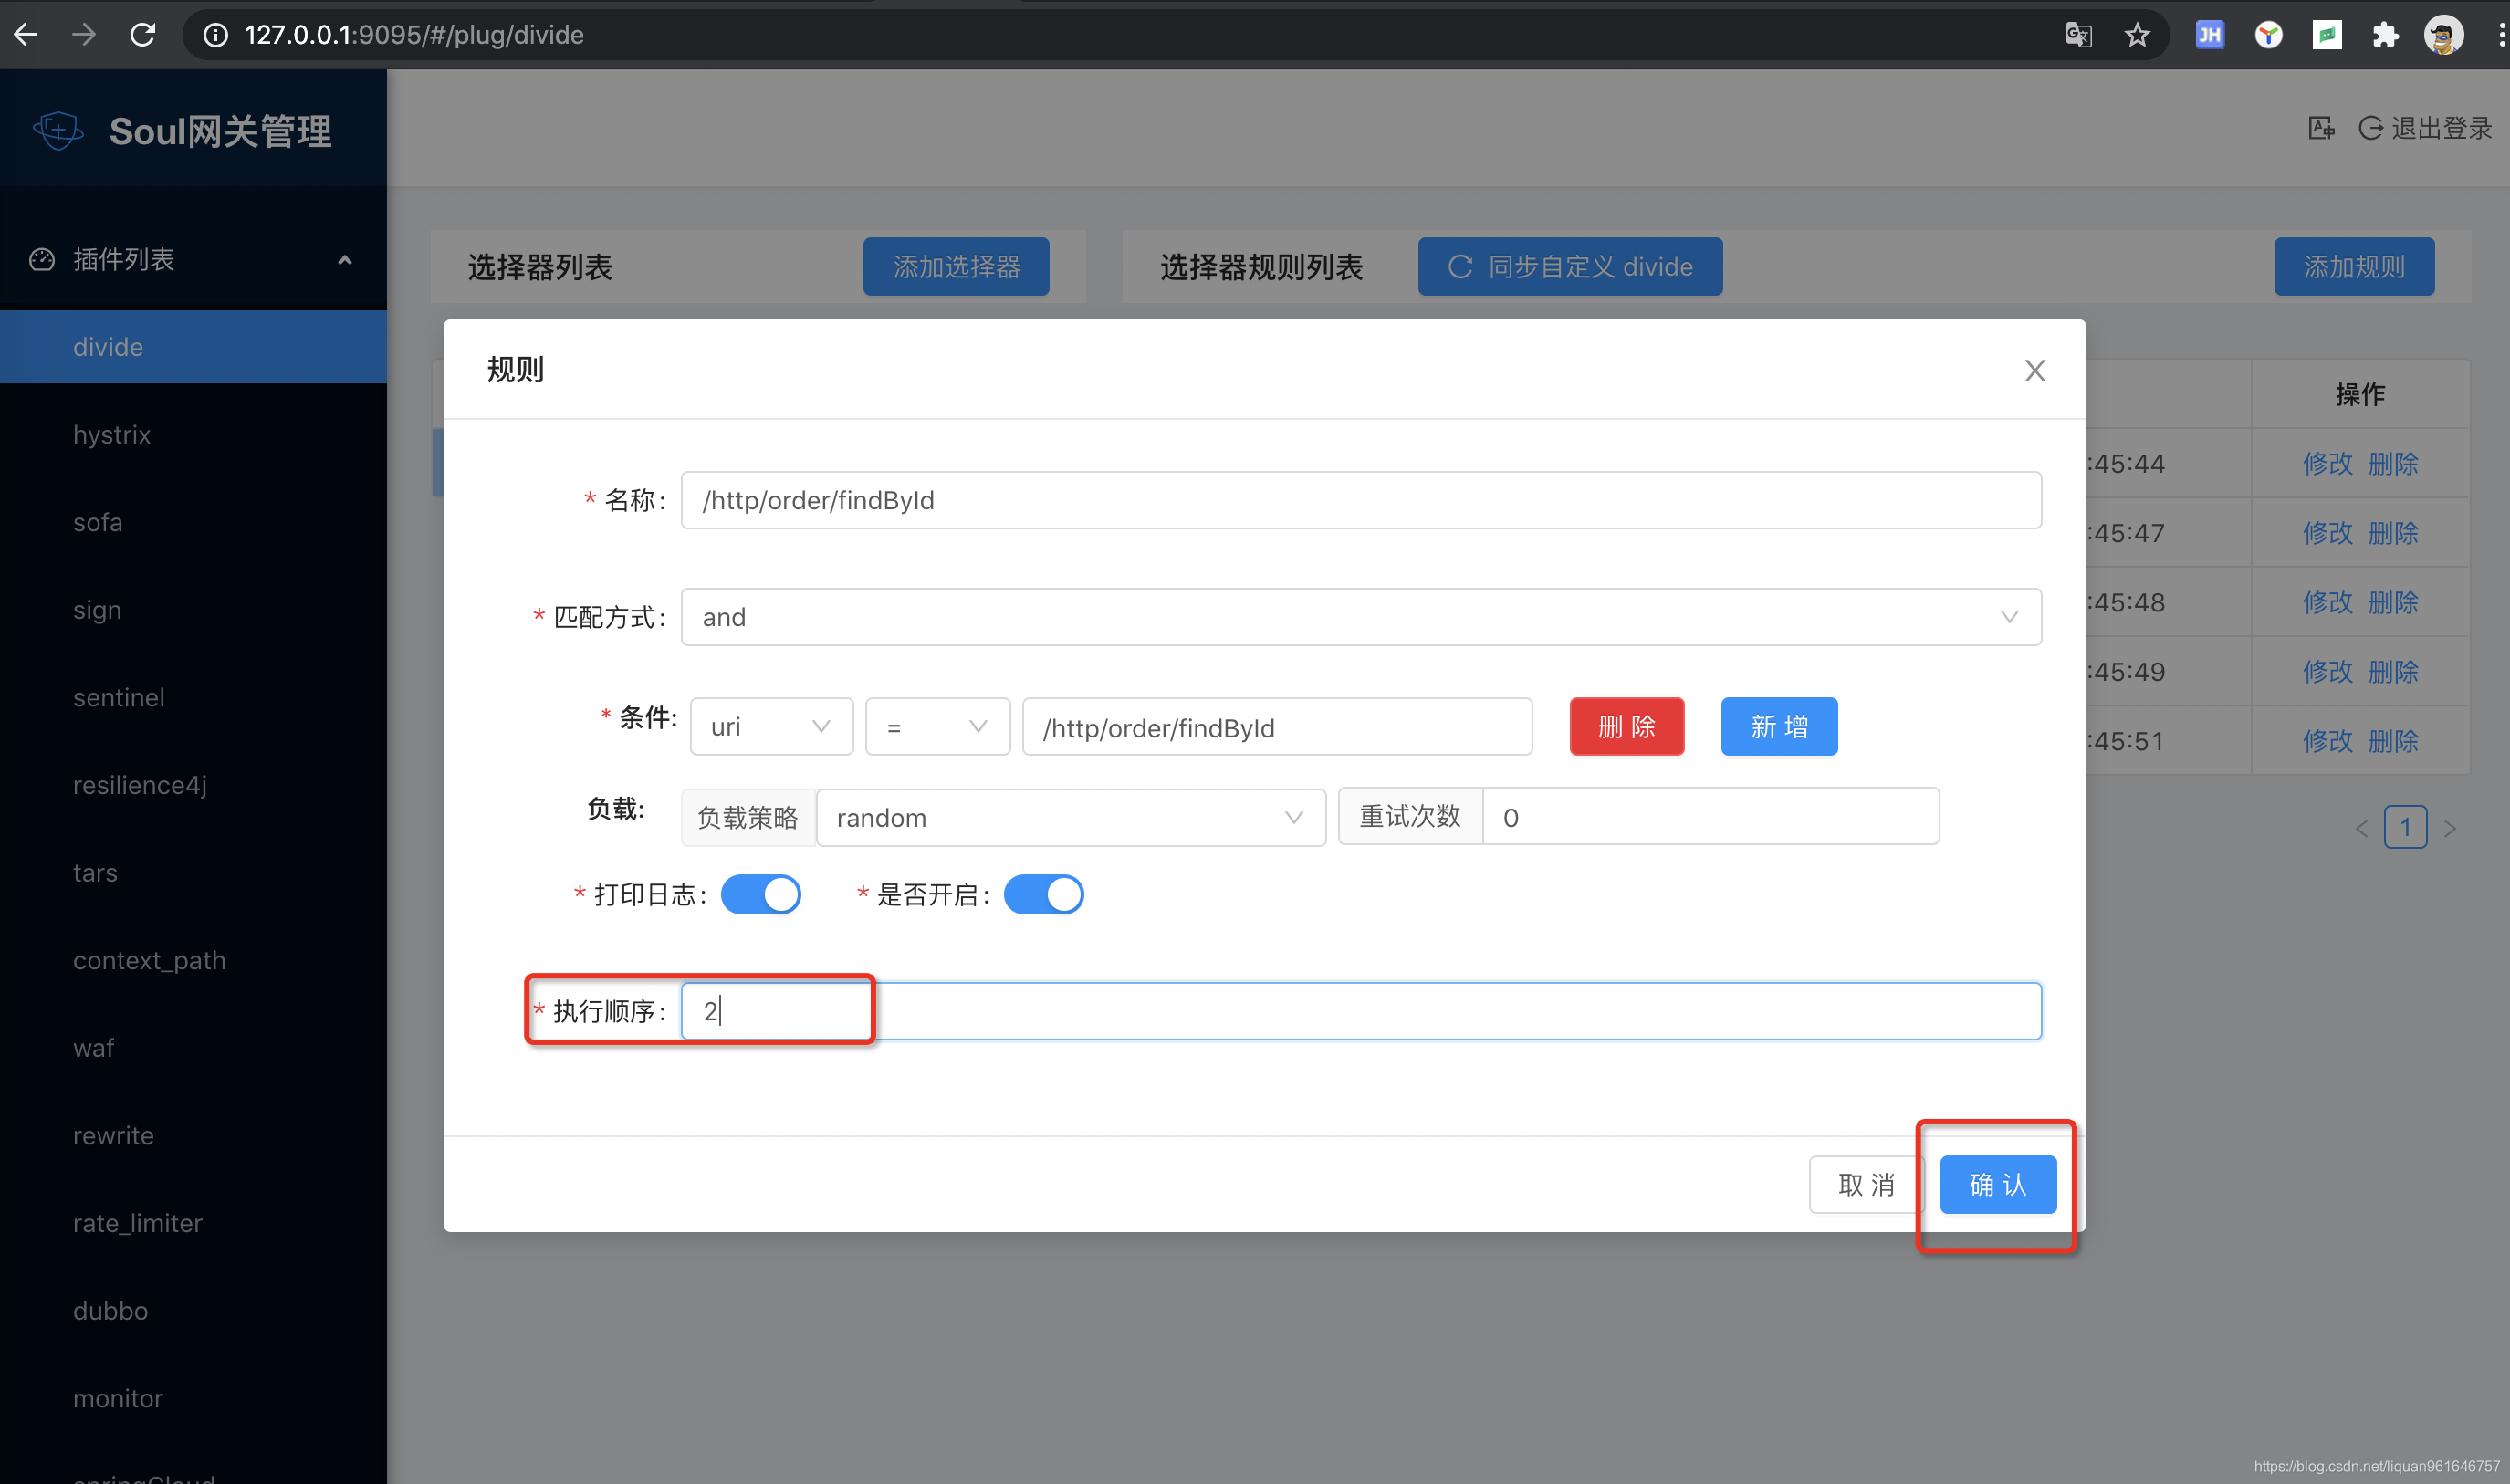 127.0.0.1:9095/#/plug/divide
JH
Soul网关管理
退出登录
插件列表
选择器列表
添加选择器
选择器规则列表
同步自定义 divide
添加规则
divide
hystrix
sofa
sign
sentinel
resilience4j
tars
context_path
waf
rewrite
rate_limiter
dubbo
monitor
springCloud
规则
* 名称:
/http/order/findById
* 匹配方式:
and
* 条件:
uri
=
/http/order/findById
删 除
新 增
负载:
负载策略
random
重试次数
0
* 打印日志:
* 是否开启:
* 执行顺序:
2
取 消
确 认
操作
:45:44 修改 删除
:45:47 修改 删除
:45:48 修改 删除
:45:49 修改 删除
:45:51 修改 删除
< 1 >
https://blog.csdn.net/liquan961646757